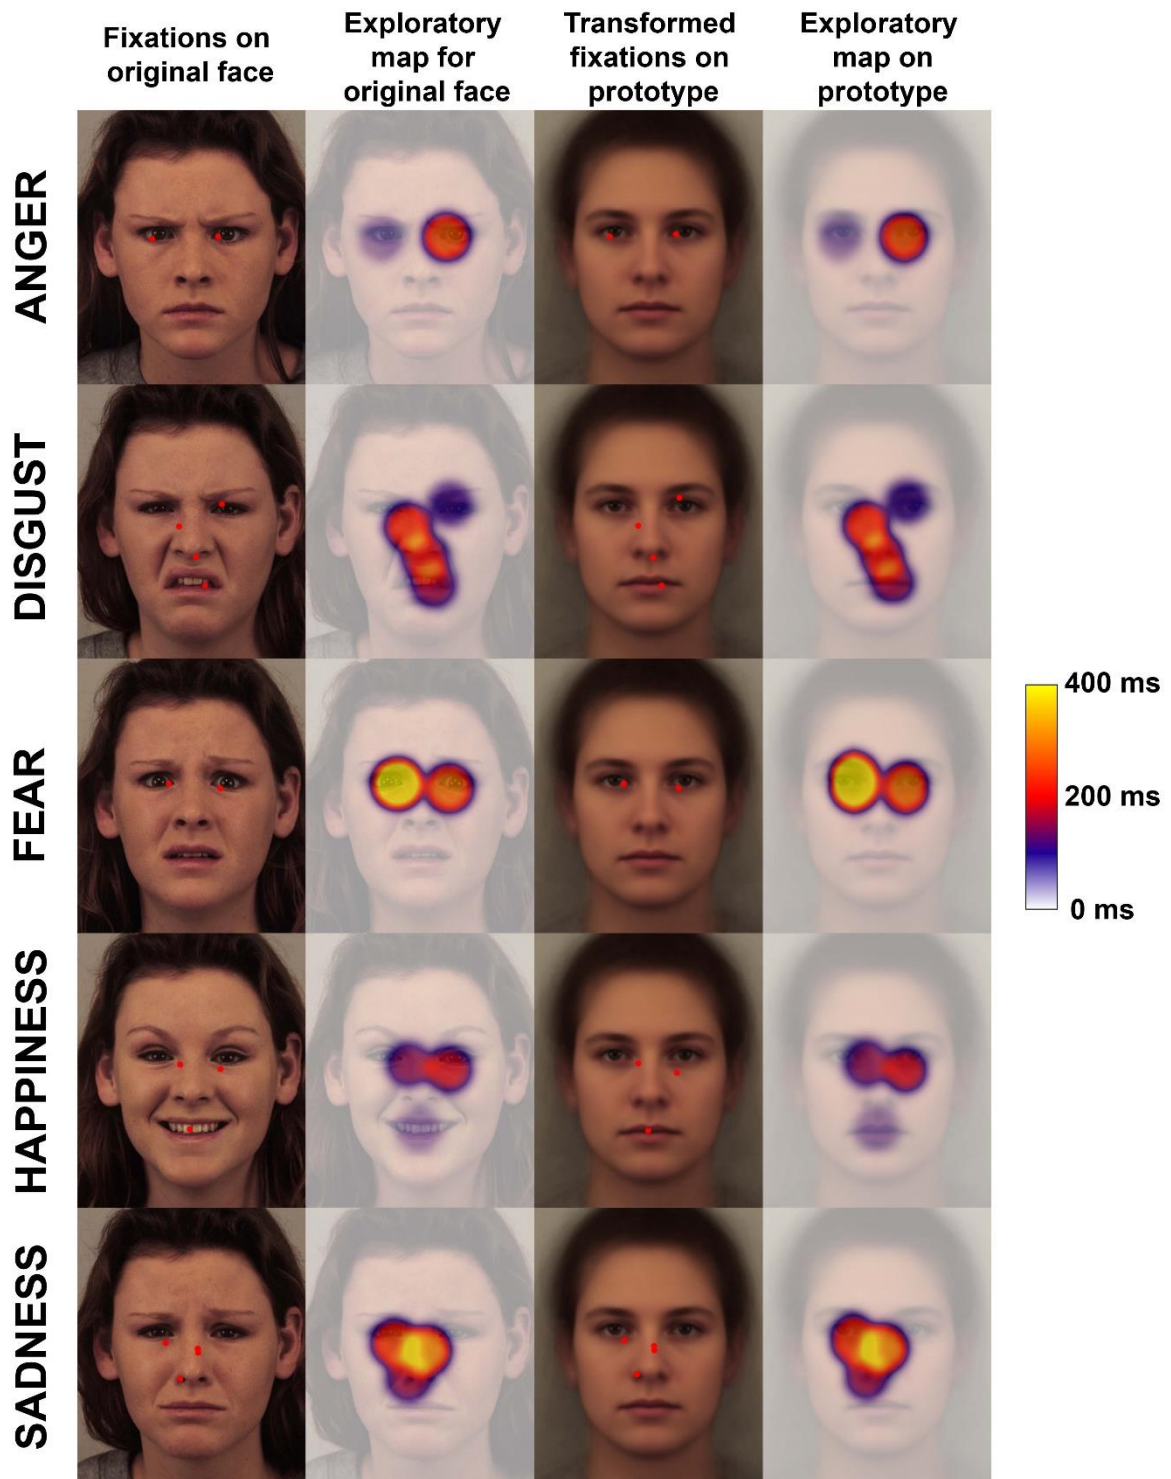 Fixations on
original face
Exploratory
map for
original face
Transformed
fixations on
prototype
Exploratory
map on
prototype
ANGER
DISGUST
FEAR
400 ms
200 ms
0 ms
HAPPINESS
SADNESS